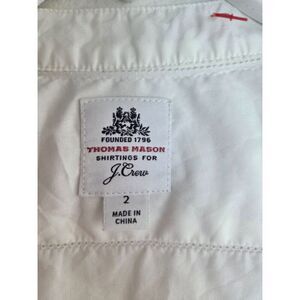 FOUNDED 1796
THOMAS MASON
SHIRTINGS FOR
J.Crew
2
MADE IN
CHINA